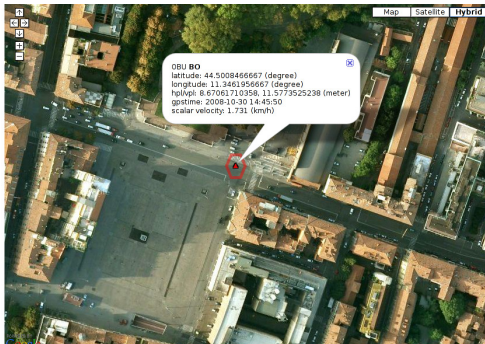 Map Satellite Hybrid
OBU BO
latitude: 44.5008466667 (degree)
longitude: 11.3461956667 (degree)
hpl/vpl: 8.67061710358, 11.5773525238 (meter)
gpstime: 2008-10-30 14:45:50
scalar velocity: 1.731 (km/h)